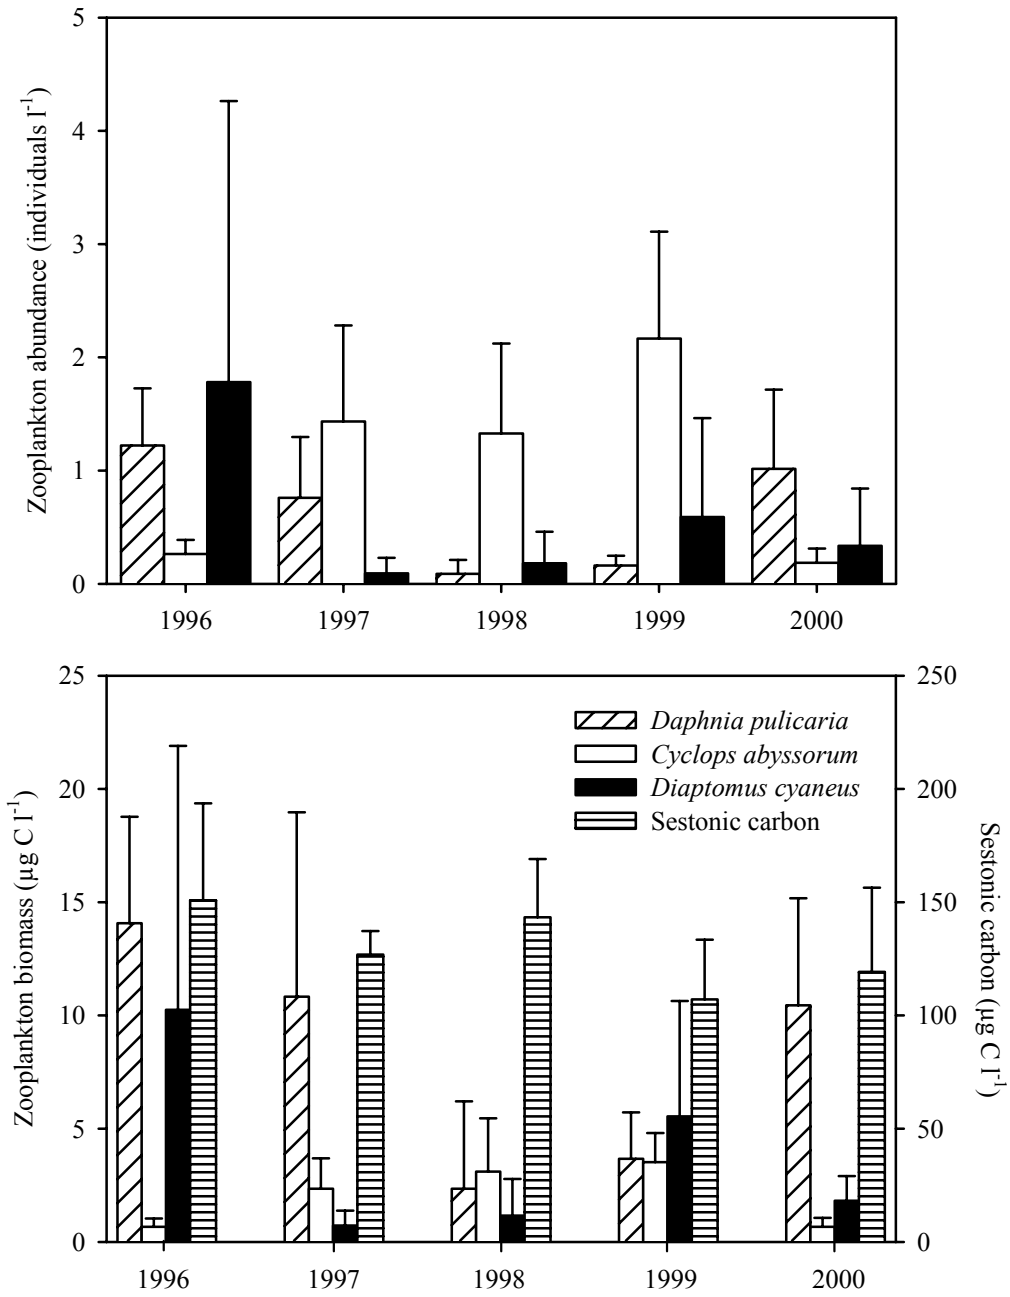 Zooplankton abundance (individuals l⁻¹)
5
4
3
2
1
0
1996 1997 1998 1999 2000
Zooplankton biomass (µg C l⁻¹)
25
20
15
10
5
0
Daphnia pulicaria
Cyclops abyssorum
Diaptomus cyaneus
Sestonic carbon
250
200
150
100
50
0
Sestonic carbon (µg C l⁻¹)
1996 1997 1998 1999 2000